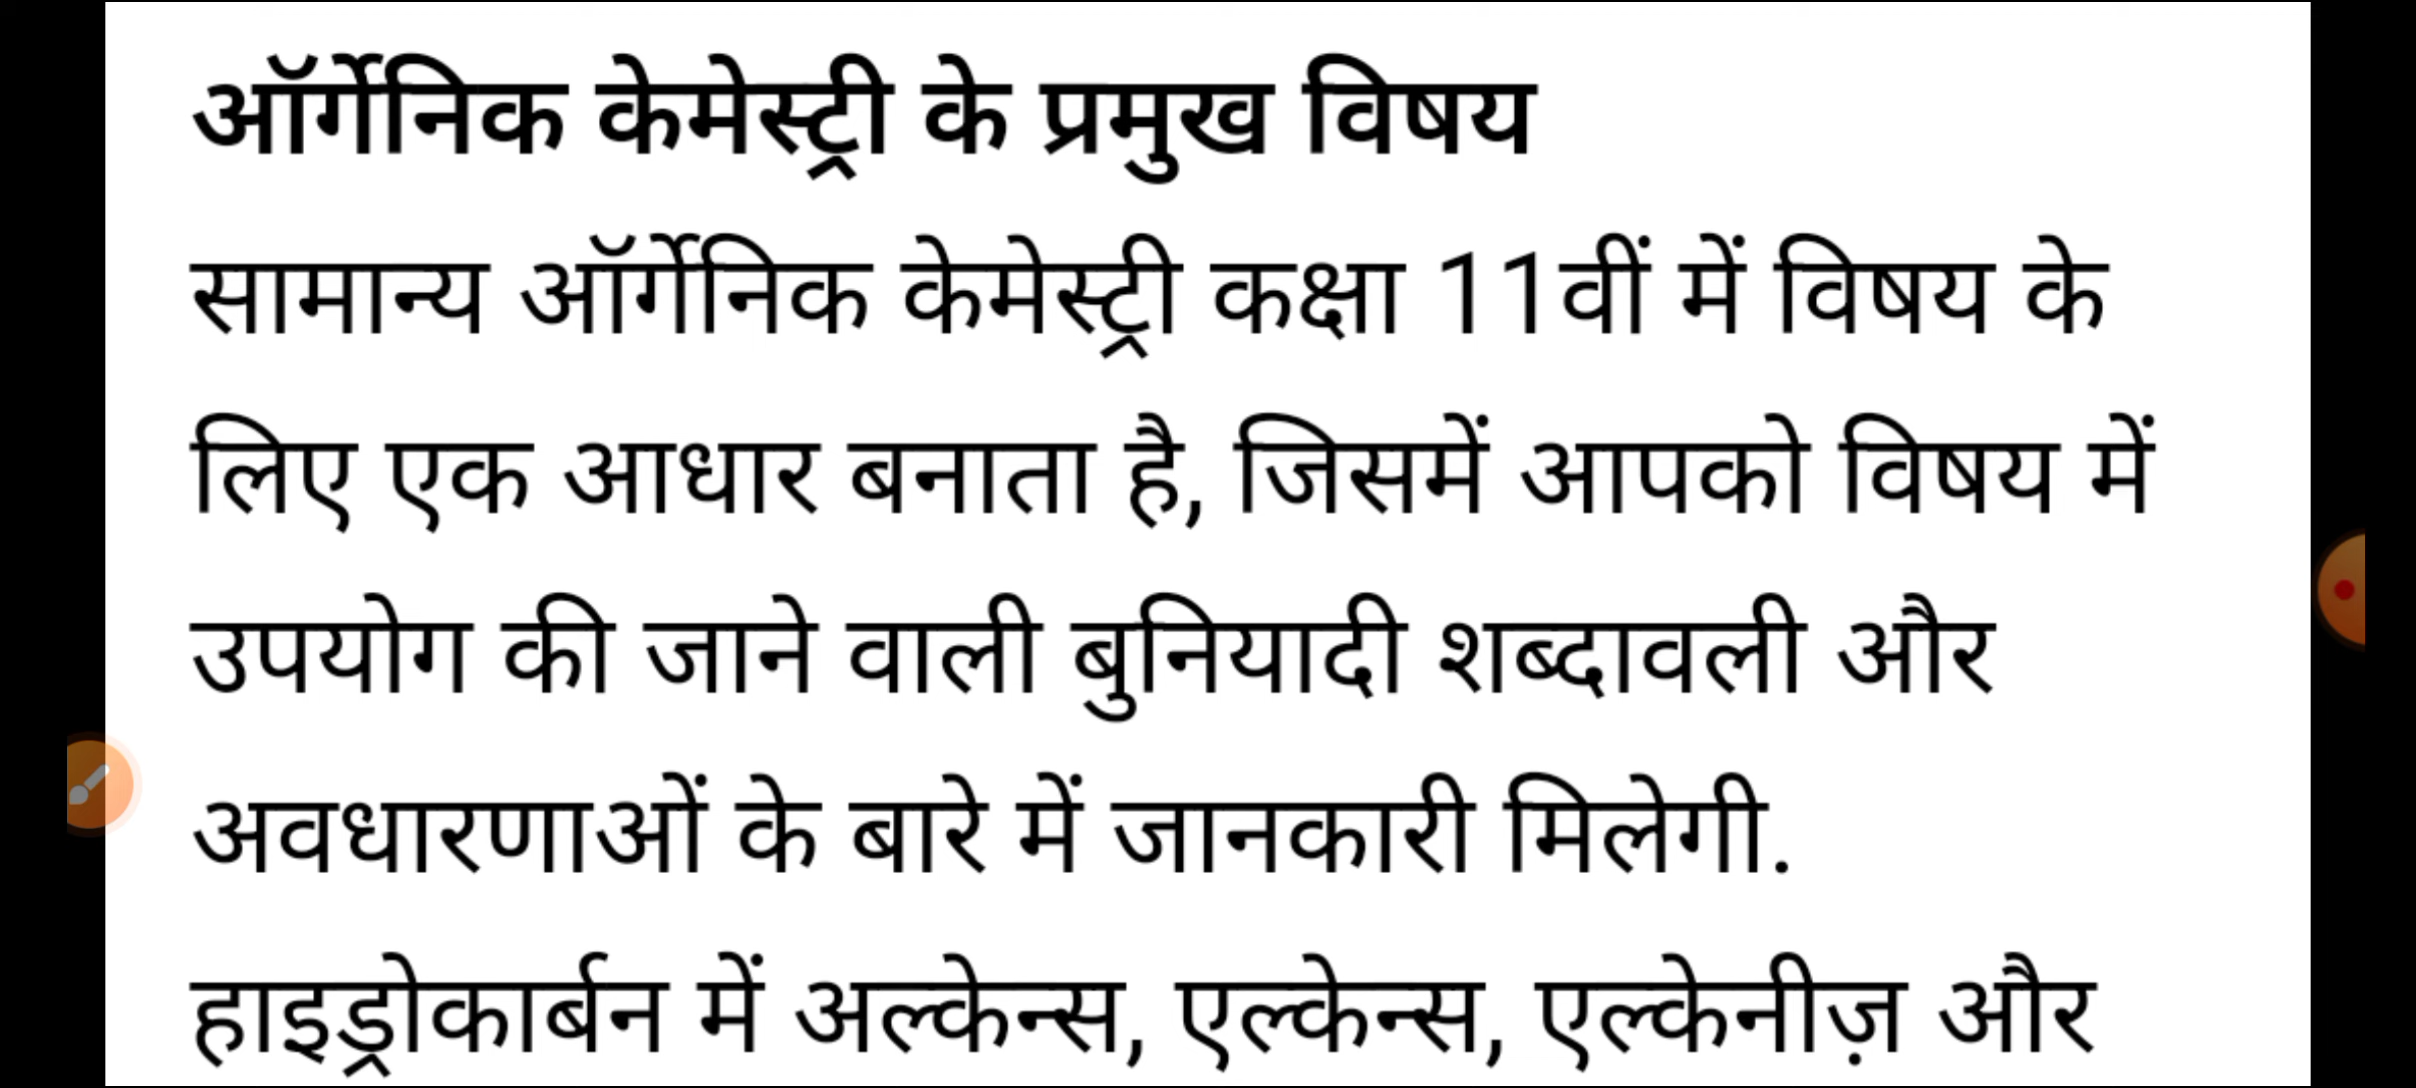 ऑर्गेनिक केमेस्ट्री के प्रमुख विषय
सामान्य ऑर्गेनिक केमेस्ट्री कक्षा 11वीं में विषय के
लिए एक आधार बनाता है, जिसमें आपको विषय में
उपयोग की जाने वाली बुनियादी शब्दावली और
अवधारणाओं के बारे में जानकारी मिलेगी.
हाइड्रोकार्बन में अल्केन्स, एल्केन्स, एल्केनीज़ और